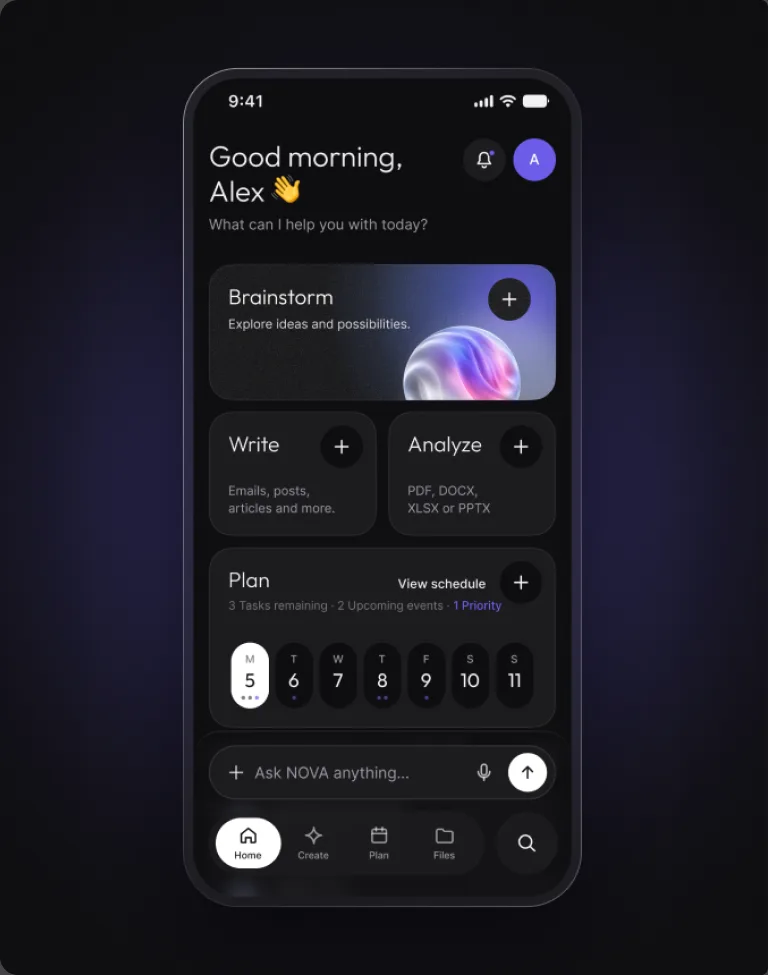 9:41
Good morning,
Alex 👋
A
What can I help you with today?
Brainstorm
Explore ideas and possibilities.
Write
Emails, posts,
articles and more.
Analyze
PDF, DOCX,
XLSX or PPTX
Plan
View schedule
3 Tasks remaining · 2 Upcoming events · 1 Priority
M T W T F S S
5 6 7 8 9 10 11
Ask NOVA anything...
Home Create Plan Files